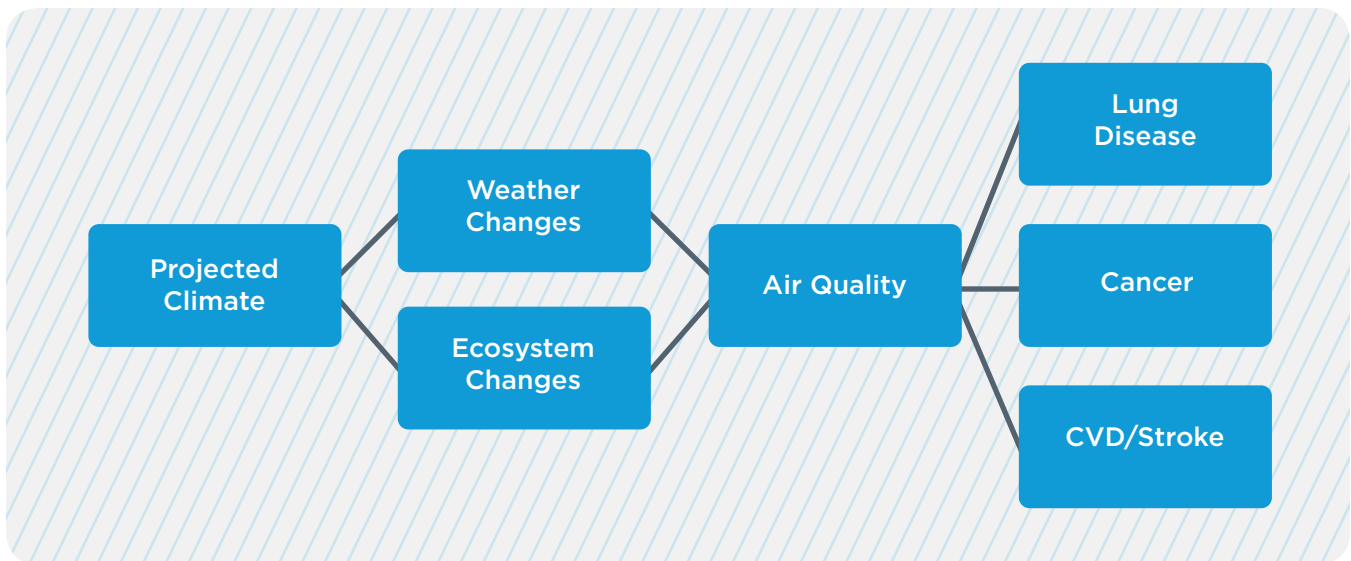 Projected
Climate
Weather
Changes
Ecosystem
Changes
Air Quality
Lung
Disease
Cancer
CVD/Stroke